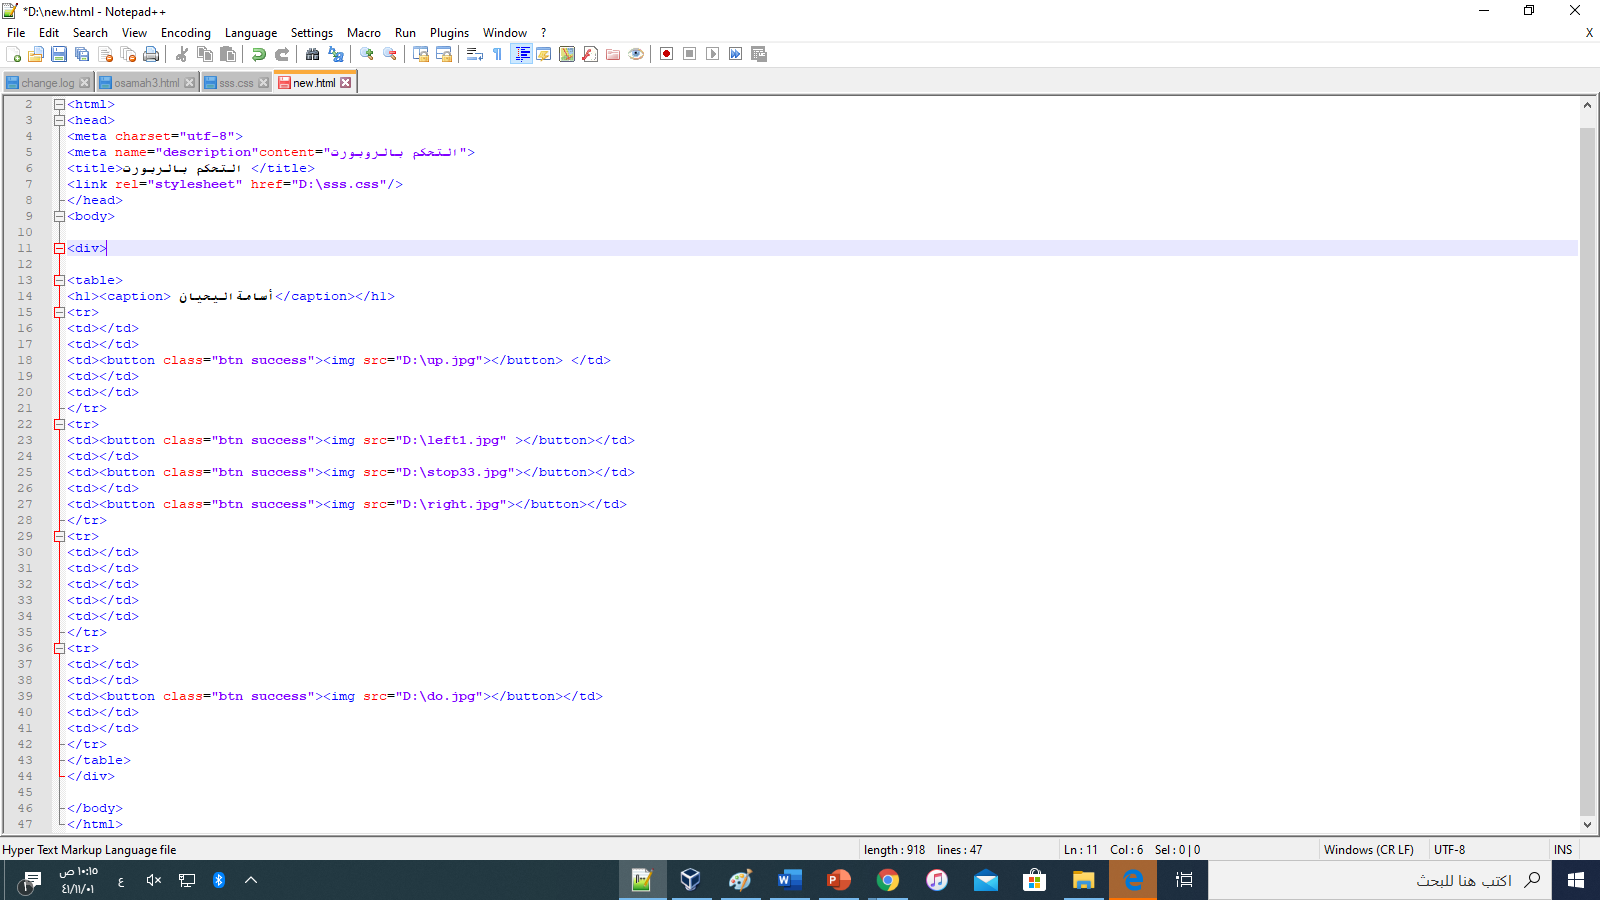 *D:\new.html - Notepad++
File Edit Search View Encoding Language Settings Macro Run Plugins Window ? X
change.log osamah3.html sss.css new.html
2 <html>
3 <head>
4 <meta charset="utf-8">
5 <meta name="description"content="التحكم بالروبورت">
6 <title>التحكم بالربورت </title>
7 <link rel="stylesheet" href="D:\sss.css"/>
8 </head>
9 <body>
10
11 <div>
12
13 <table>
14 <h1><caption> أسامة اليحيان</caption></h1>
15 <tr>
16 <td></td>
17 <td></td>
18 <td><button class="btn success"><img src="D:\up.jpg"></button> </td>
19 <td></td>
20 <td></td>
21 </tr>
22 <tr>
23 <td><button class="btn success"><img src="D:\left1.jpg" ></button></td>
24 <td></td>
25 <td><button class="btn success"><img src="D:\stop33.jpg"></button></td>
26 <td></td>
27 <td><button class="btn success"><img src="D:\right.jpg"></button></td>
28 </tr>
29 <tr>
30 <td></td>
31 <td></td>
32 <td></td>
33 <td></td>
34 <td></td>
35 </tr>
36 <tr>
37 <td></td>
38 <td></td>
39 <td><button class="btn success"><img src="D:\do.jpg"></button></td>
40 <td></td>
41 <td></td>
42 </tr>
43 </table>
44 </div>
45
46 </body>
47 </html>
Hyper Text Markup Language file length : 918 lines : 47 Ln : 11 Col : 6 Sel : 0 | 0 Windows (CR LF) UTF-8 INS
١٠:١٥ ص
٤١/١١/٠١
ع
اكتب هنا للبحث